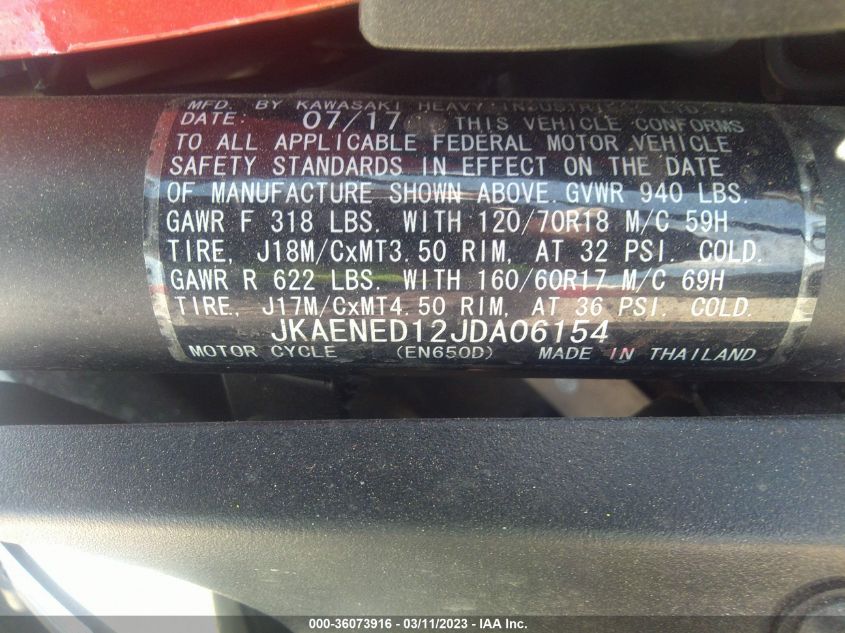 MFD. BY KAWASAKI HEAVY INDUSTRIES LTD.
DATE: 07/17 THIS VEHICLE CONFORMS
TO ALL APPLICABLE FEDERAL MOTOR VEHICLE
SAFETY STANDARDS IN EFFECT ON THE DATE
OF MANUFACTURE SHOWN ABOVE. GVWR 940 LBS.
GAWR F 318 LBS. WITH 120/70R18 M/C 59H
TIRE, J18M/CxMT3.50 RIM, AT 32 PSI. COLD.
GAWR R 622 LBS. WITH 160/60R17 M/C 69H
TIRE, J17M/CxMT4.50 RIM, AT 36 PSI. COLD.
JKAENED12JDA06154
MOTOR CYCLE (EN650D) MADE IN THAILAND
000-36073916 - 03/11/2023 - IAA Inc.